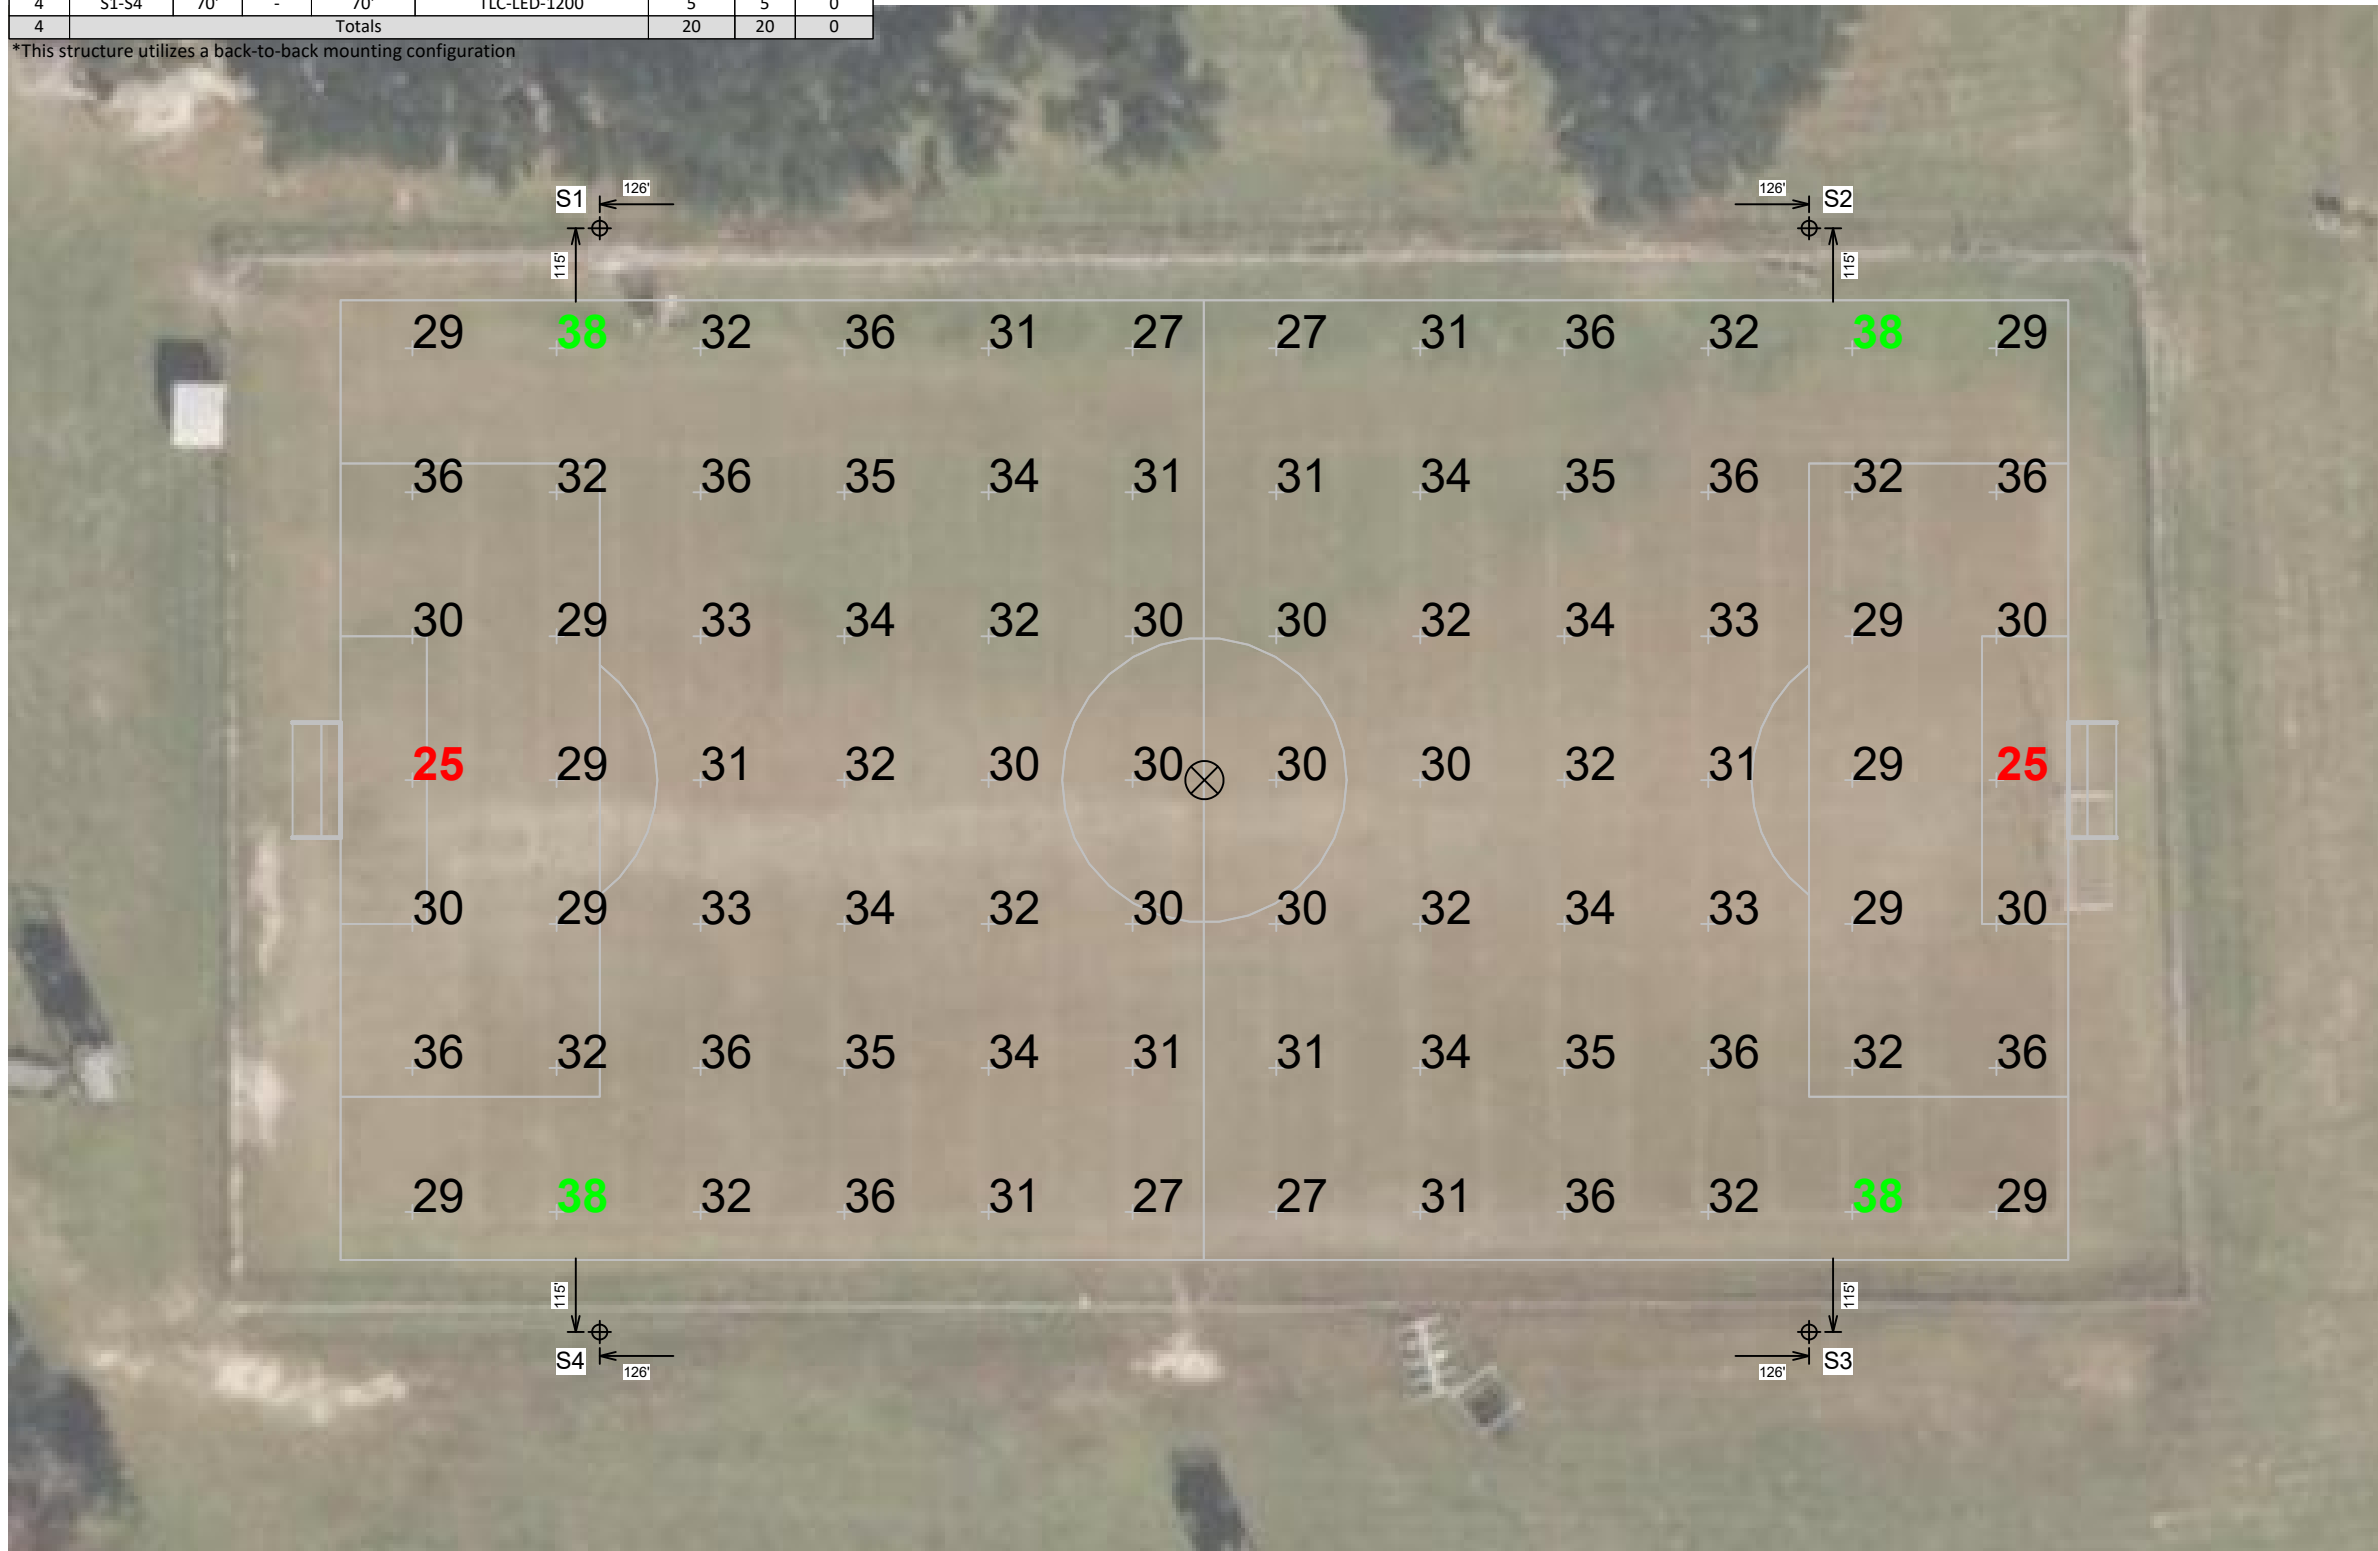 4 S1-S4 70' - 70' TLC-LED-1200 5 5 0
4 Totals 20 20 0
*This structure utilizes a back-to-back mounting configuration
S1 126' 126' S2
115' 115'
29 38 32 36 31 27 27 31 36 32 38 29
36 32 36 35 34 31 31 34 35 36 32 36
30 29 33 34 32 30 30 32 34 33 29 30
25 29 31 32 30 30 30 30 32 31 29 25
30 29 33 34 32 30 30 32 34 33 29 30
36 32 36 35 34 31 31 34 35 36 32 36
29 38 32 36 31 27 27 31 36 32 38 29
115' 115'
S4 126' 126' S3